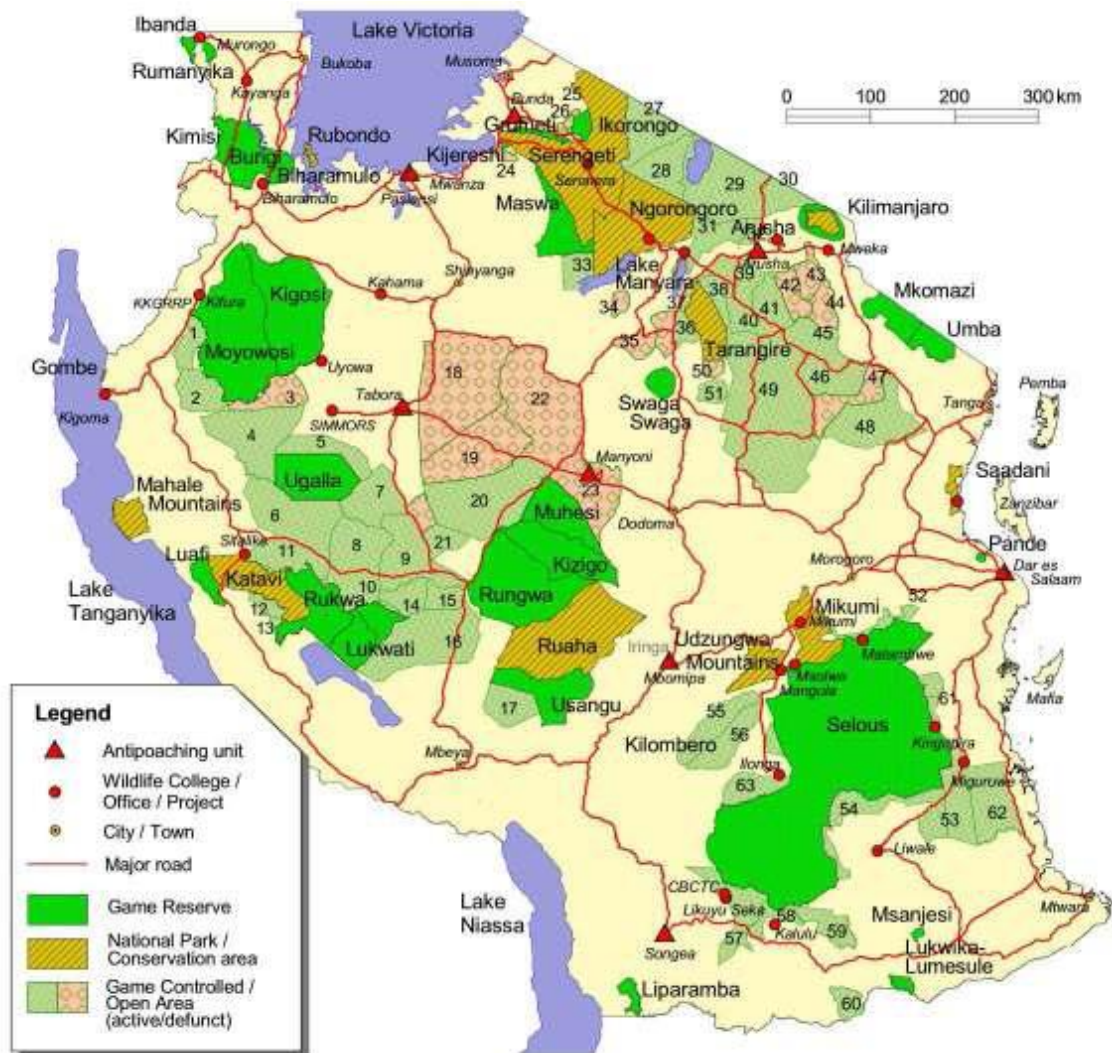 Ibanda
Murongo
Rumanyika
Kayanga
Bukoba
Lake Victoria
Musoma
Bunda
25
26
27
0 100 200 300 km
Kimisi
Burigi
Rubondo
Biharamulo
Biharamulo
Kijereshi
Mwanza
Pasiansi
Grumeti
Ikorongo
Serengeti
Seronera
24
28
29
30
Maswa
Ngorongoro
31
Arusha
Arusha
Kilimanjaro
Mweka
33
Lake
Manyara
34
35
36
37
38
39
40
41
42
43
44
45
Mkomazi
Umba
KKGRRP
Kifura
Kigosi
Kahama
Shinyanga
1
Moyowosi
Gombe
Kigoma
2
3
Uyowa
Tabora
SIMMORS
18
22
Tarangire
50
51
49
46
47
48
Swaga
Swaga
Tanga
Pemba
4
5
19
Manyoni
23
Ugalla
7
20
Muhesi
Dodoma
Saadani
Zanzibar
Mahale
Mountains
6
Sitalika
11
8
9
21
Kizigo
Morogoro
Pande
Dar es
Salaam
Luafi
Katavi
Rukwa
10
14
15
Rungwa
52
Lake
Tanganyika
12
13
Lukwati
16
Ruaha
Iringa
Mbomipa
Udzungwa
Mountains
Mikumi
Mikumi
Matambwe
Msolwa
Mangula
Mafia
17
Usangu
55
56
Kilombero
Selous
61
Kingupira
Mbeya
Ilonga
63
Miguruwe
54
53
62
Liwale
Lake
Niassa
CBCTC
Likuyu Seka
58
Kalulu
57
59
Songea
Msanjesi
Mtwara
Lukwika-
Lumesule
Liparamba
60
Legend
Antipoaching unit
Wildlife College /
Office / Project
City / Town
Major road
Game Reserve
National Park /
Conservation area
Game Controlled /
Open Area
(active/defunct)